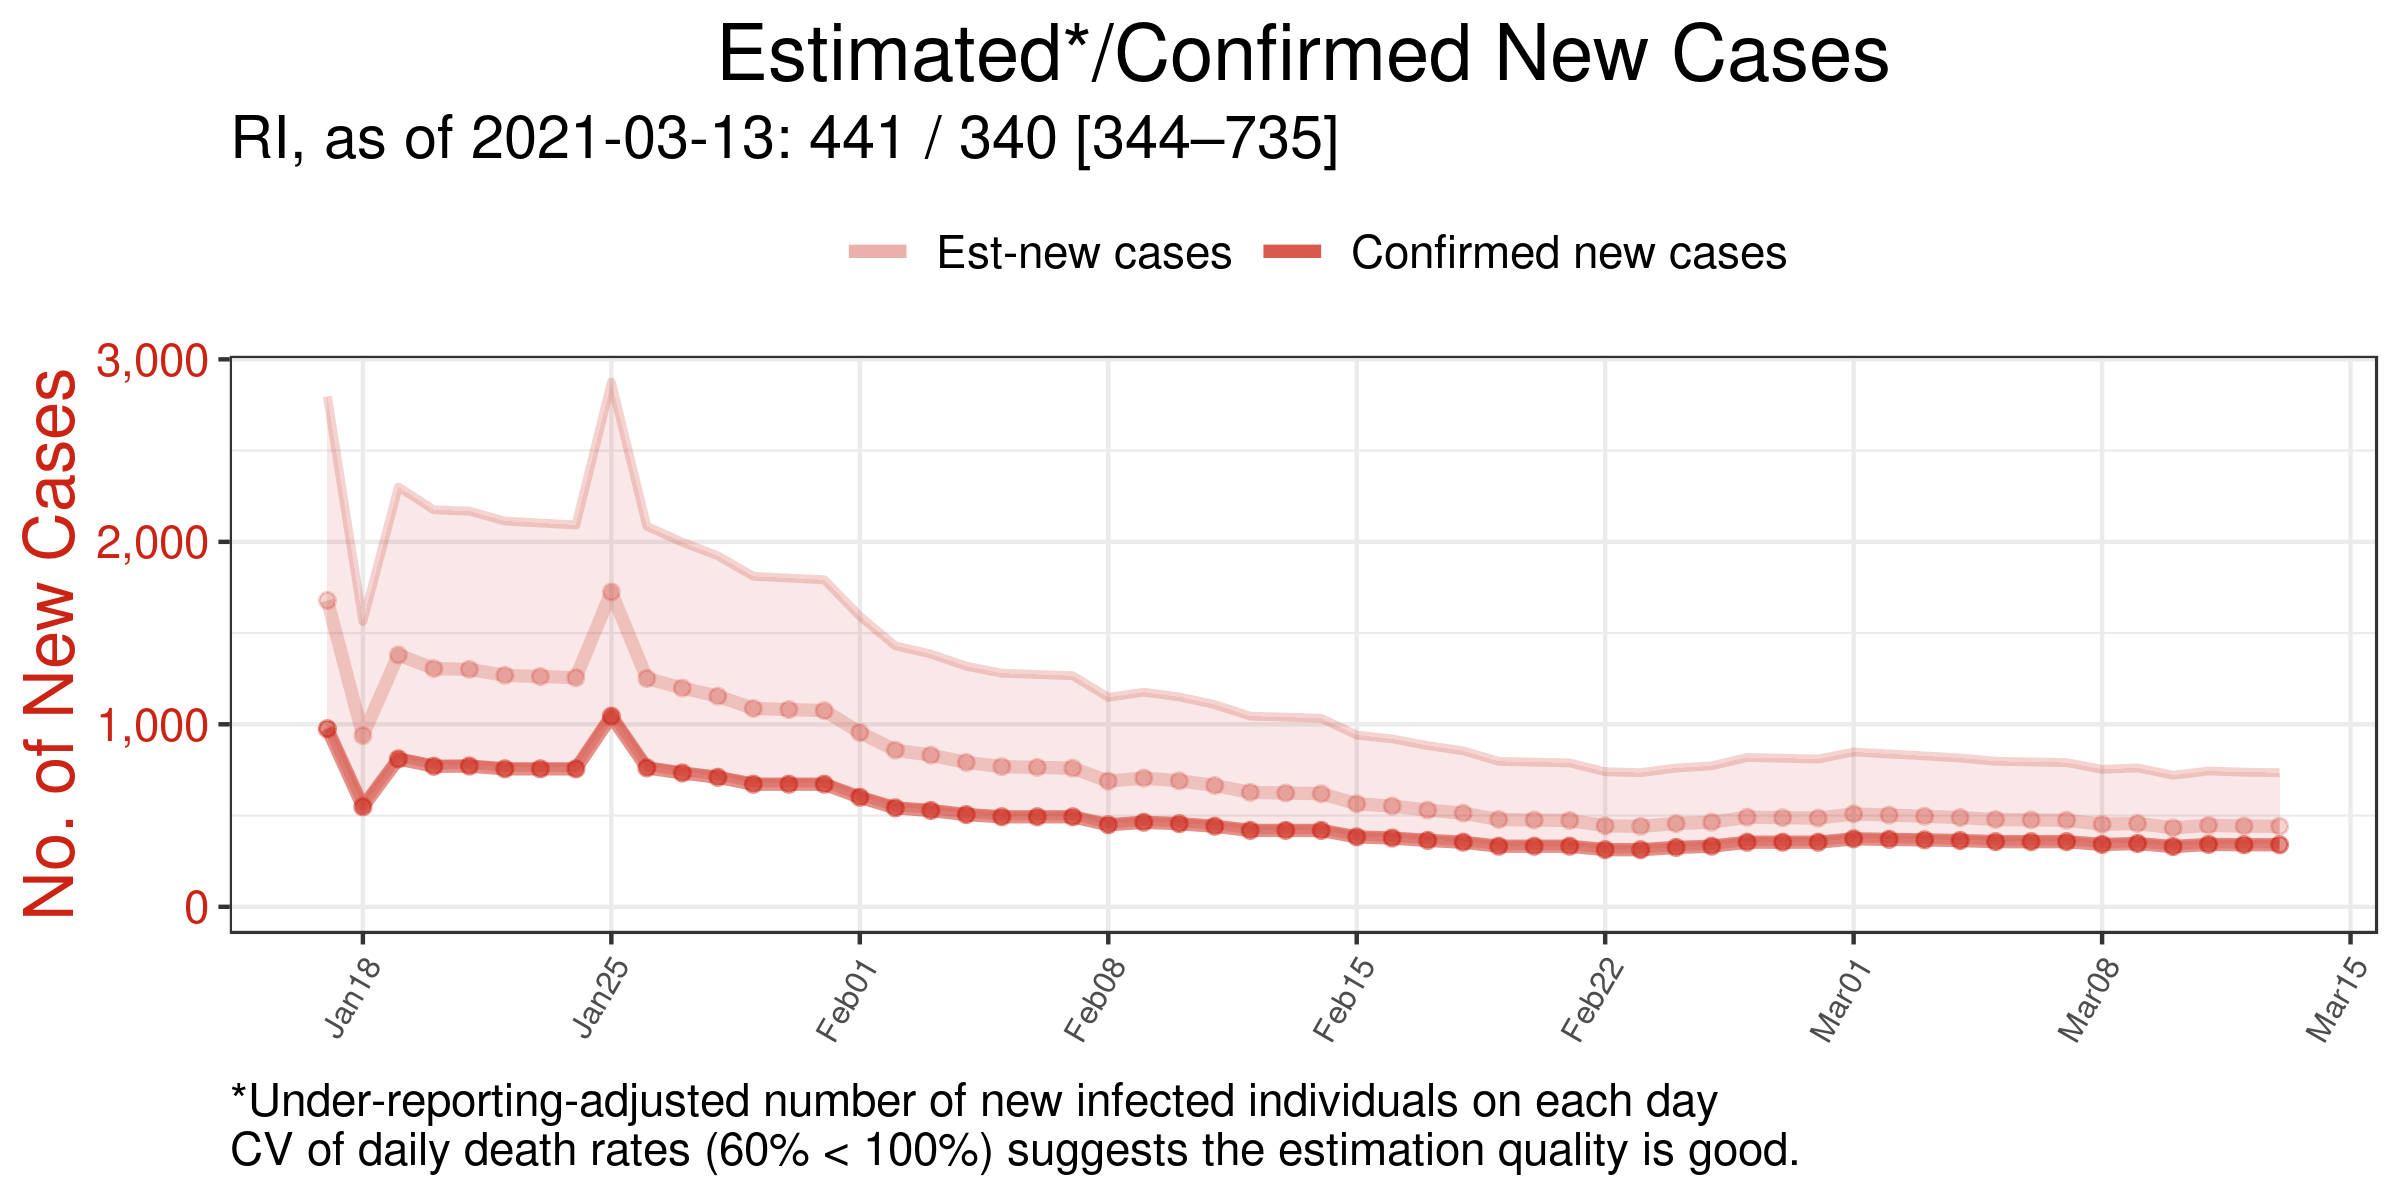 Estimated*/Confirmed New Cases
RI, as of 2021-03-13: 441 / 340 [344–735]
Est-new cases
Confirmed new cases
No. of New Cases
3,000
2,000
1,000
0
Jan18
Jan25
Feb01
Feb08
Feb15
Feb22
Mar01
Mar08
Mar15
*Under-reporting-adjusted number of new infected individuals on each day
CV of daily death rates (60% < 100%) suggests the estimation quality is good.